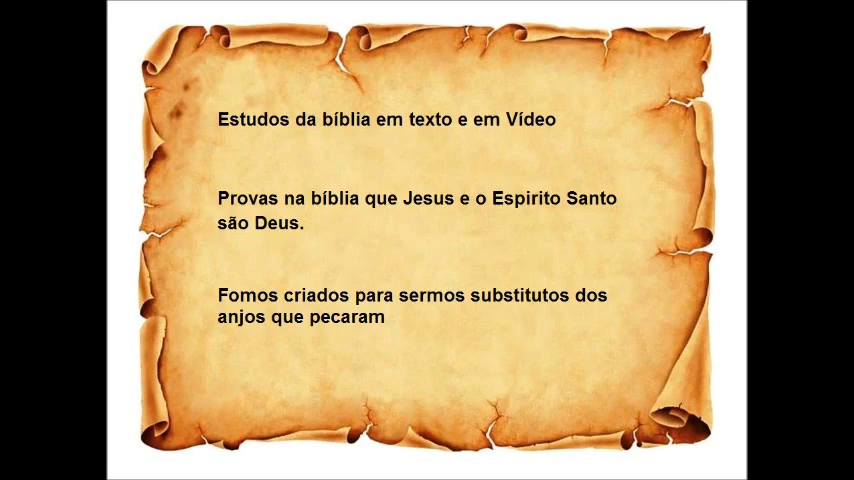 Estudos da bíblia em texto e em Vídeo
Provas na bíblia que Jesus e o Espirito Santo
são Deus.
Fomos criados para sermos substitutos dos
anjos que pecaram